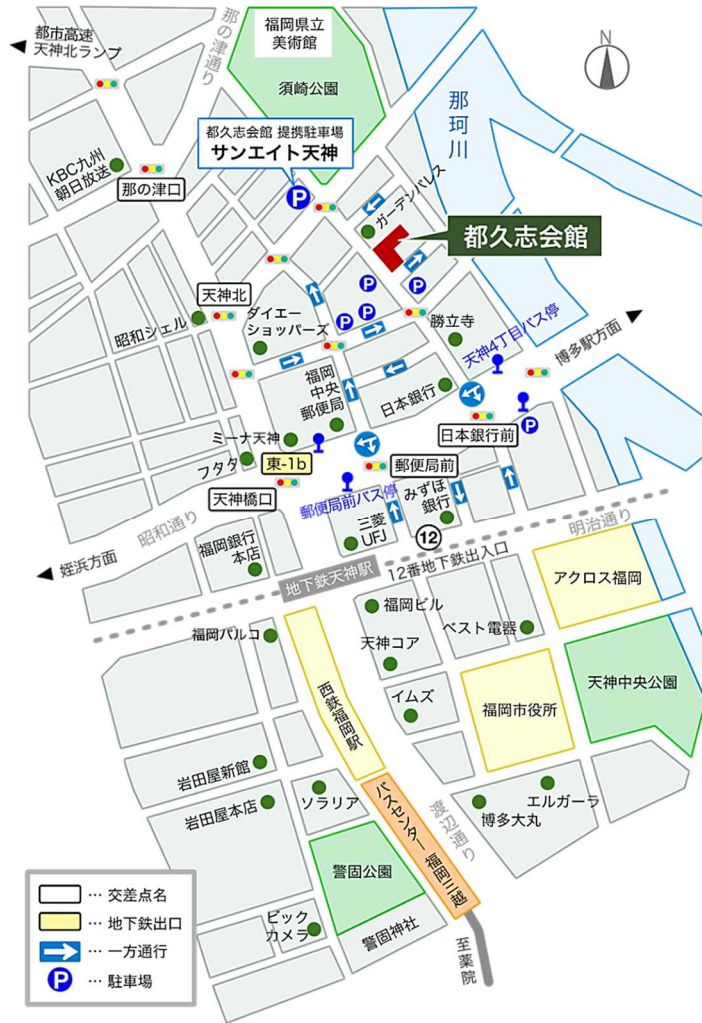 都市高速
天神北ランプ
那の津通り
福岡県立
美術館
須崎公園
N
那珂川
都久志会館 提携駐車場
サンエイト天神
P
KBC九州
朝日放送
那の津口
ガーデンパレス
都久志会館
天神北
昭和シェル
ダイエー
ショッパーズ
P
P
P
P
勝立寺
天神4丁目バス停
博多駅方面
福岡
中央
郵便局
日本銀行
日本銀行前
P
ミーナ天神
フタタ
東-1b
郵便局前
天神橋口
郵便局前バス停
みずほ
銀行
三菱
UFJ
12
昭和通り
明治通り
福岡銀行
本店
姪浜方面
地下鉄天神駅
12番地下鉄出入口
アクロス福岡
福岡パルコ
福岡ビル
天神コア
ベスト電器
西鉄福岡駅
イムズ
福岡市役所
天神中央公園
岩田屋新館
岩田屋本店
ソラリア
バスセンター 福岡三越
渡辺通り
博多大丸
エルガーラ
警固公園
ビック
カメラ
警固神社
至薬院
… 交差点名
… 地下鉄出口
… 一方通行
P … 駐車場